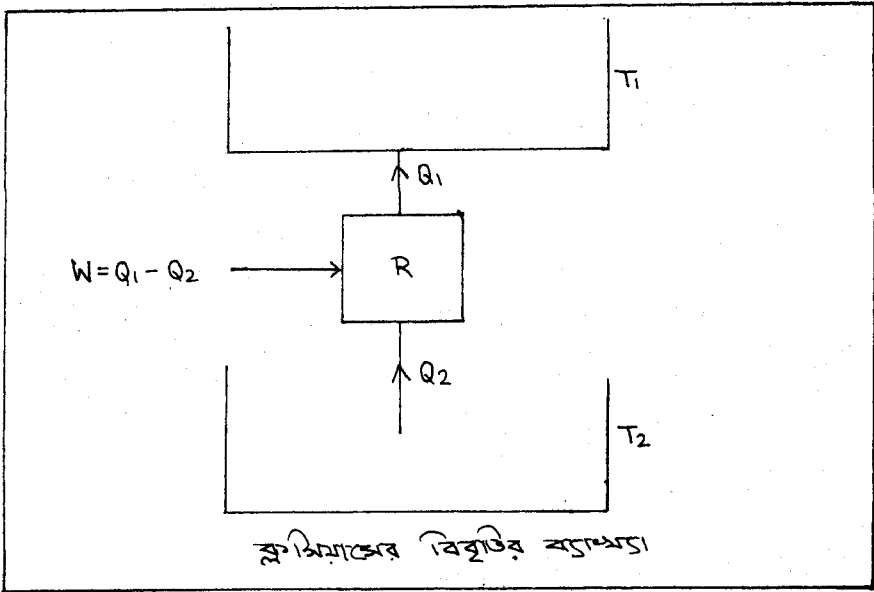 T₁
Q₁
W = Q₁ - Q₂
R
Q₂
T₂
ক্লসিয়াসের বিবৃতির ব্যাখ্যা